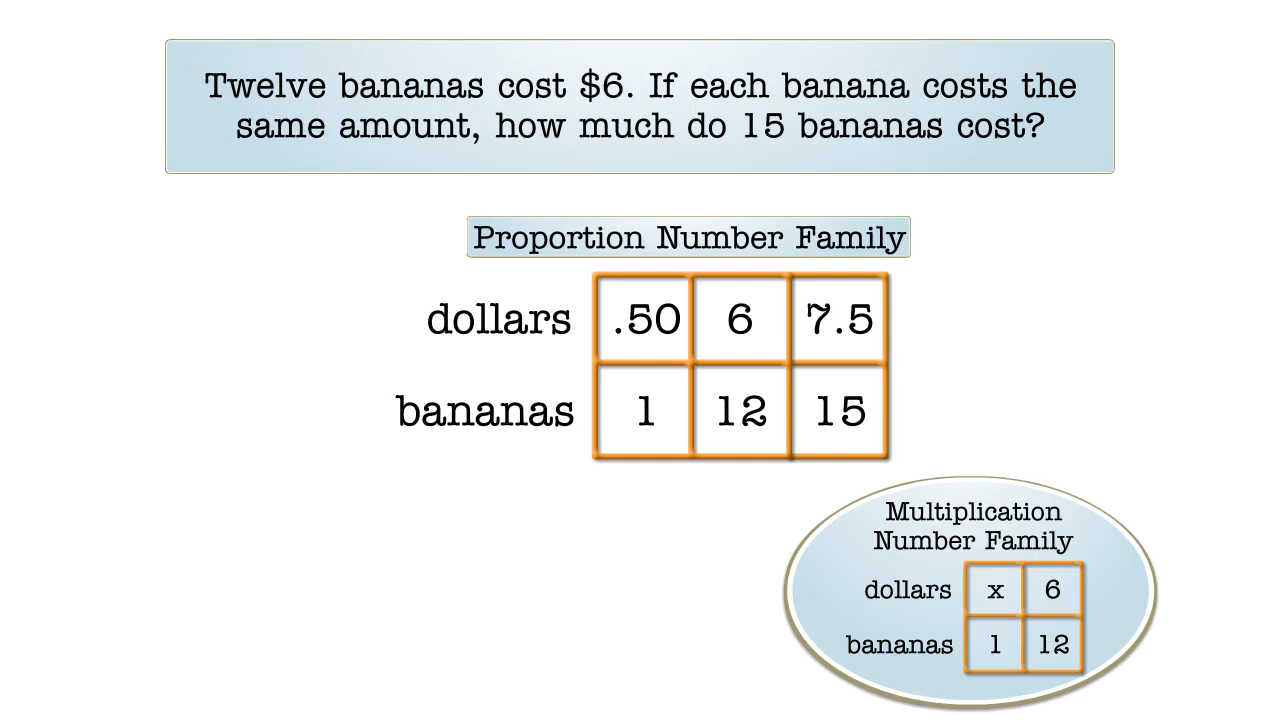 Twelve bananas cost $6. If each banana costs the
same amount, how much do 15 bananas cost?
Proportion Number Family
dollars .50 6 7.5
bananas 1 12 15
Multiplication
Number Family
dollars x 6
bananas 1 12